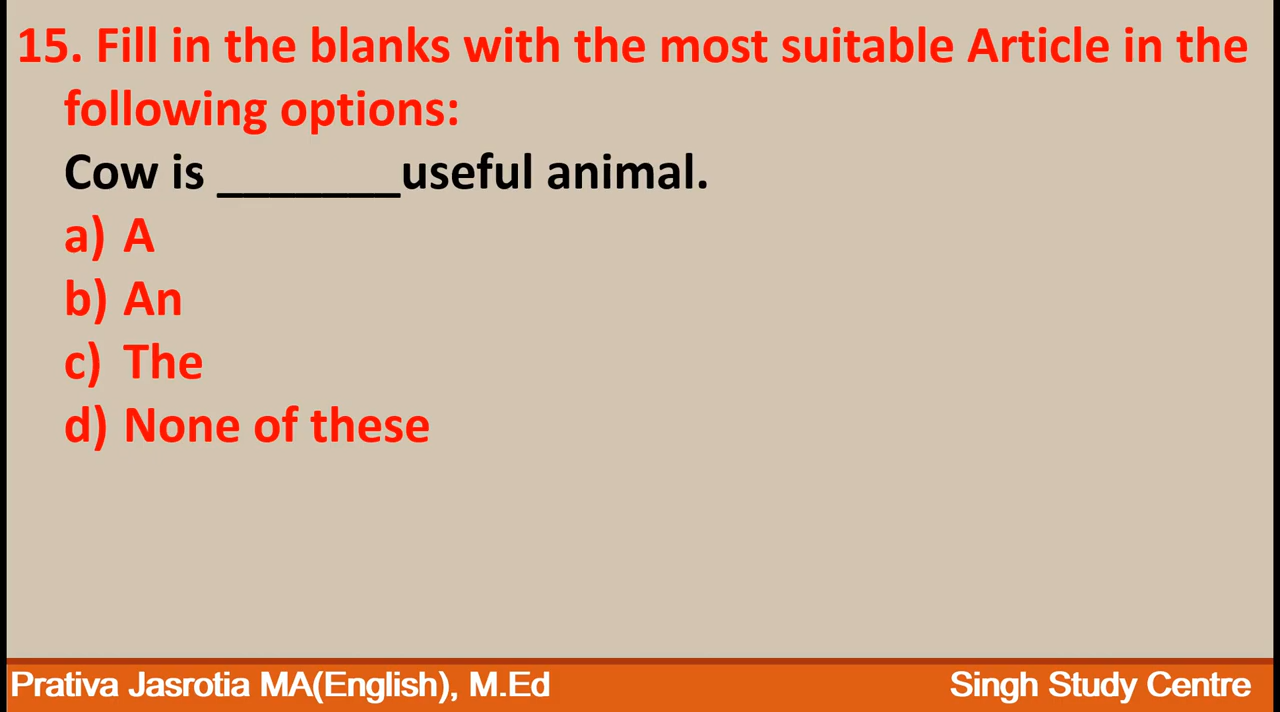 15. Fill in the blanks with the most suitable Article in the
following options:
Cow is _______useful animal.
a) A
b) An
c) The
d) None of these
Prativa Jasrotia MA(English), M.Ed
Singh Study Centre